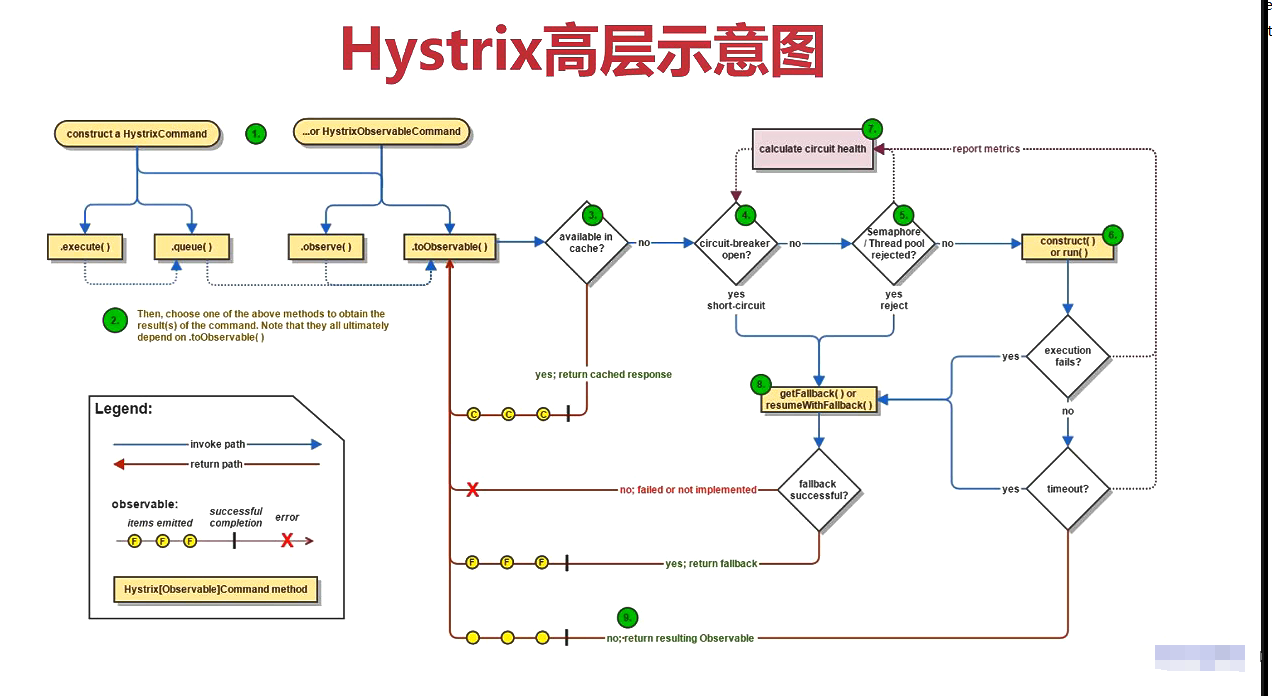 Hystrix高层示意图
construct a HystrixCommand
1.
...or HystrixObservableCommand
7.
calculate circuit health
report metrics
.execute( )
.queue( )
.observe( )
.toObservable( )
3.
available in
cache?
no
4.
circuit-breaker
open?
no
5.
Semaphore
/ Thread pool
rejected?
no
6.
construct( )
or run( )
yes
short-circuit
yes
reject
2.
Then, choose one of the above methods to obtain the
result(s) of the command. Note that they all ultimately
depend on .toObservable( )
yes; return cached response
C C C
8.
getFallback( ) or
resumeWithFallback( )
yes
execution
fails?
no
yes
timeout?
fallback
successful?
X
no; failed or not implemented
F F F
yes; return fallback
9.
no; return resulting Observable
Legend:
invoke path
return path
observable:
items emitted
successful
completion
error
F F F
X
Hystrix[Observable]Command method
e
t